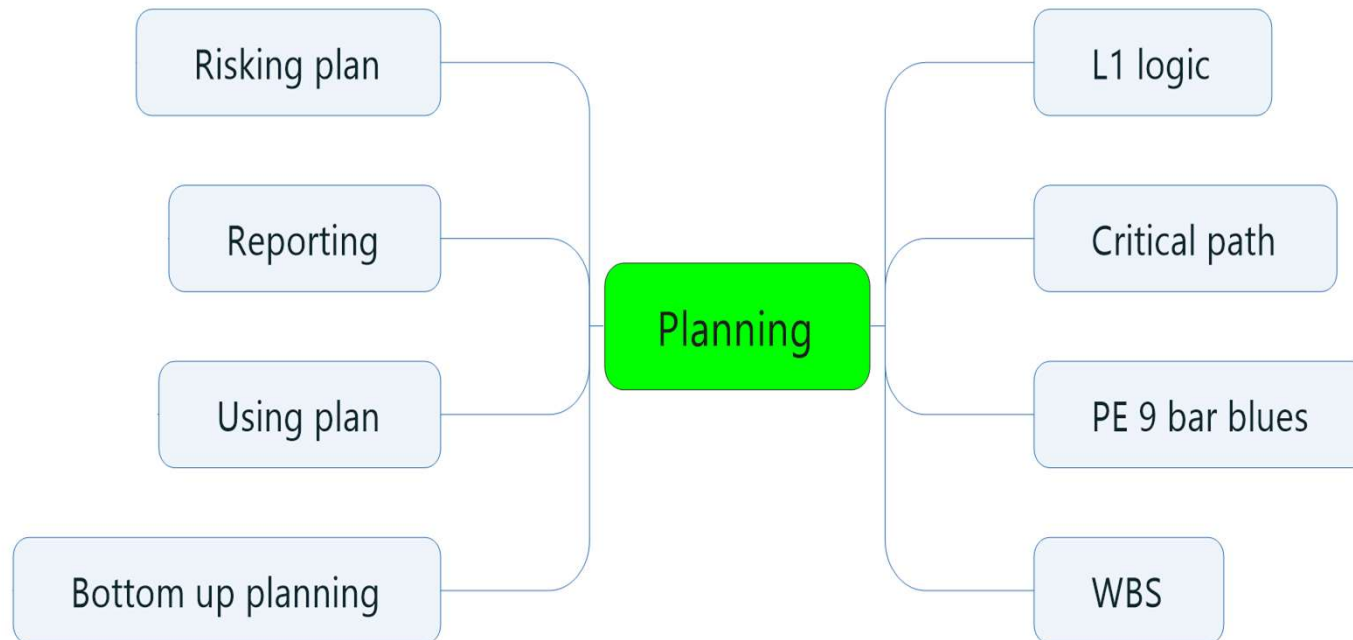 Risking plan
Reporting
Using plan
Bottom up planning
Planning
L1 logic
Critical path
PE 9 bar blues
WBS